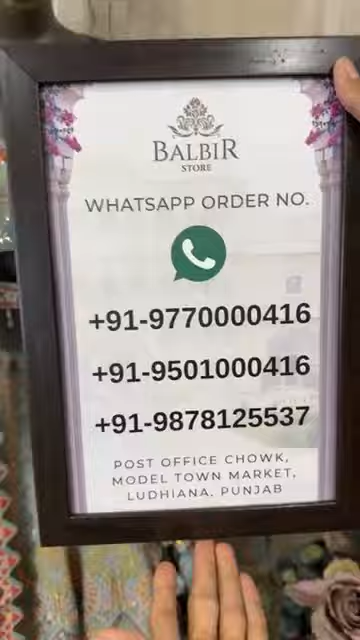 BALBIR
STORE
WHATSAPP ORDER NO.
+91-9770000416
+91-9501000416
+91-9878125537
POST OFFICE CHOWK,
MODEL TOWN MARKET,
LUDHIANA. PUNJAB